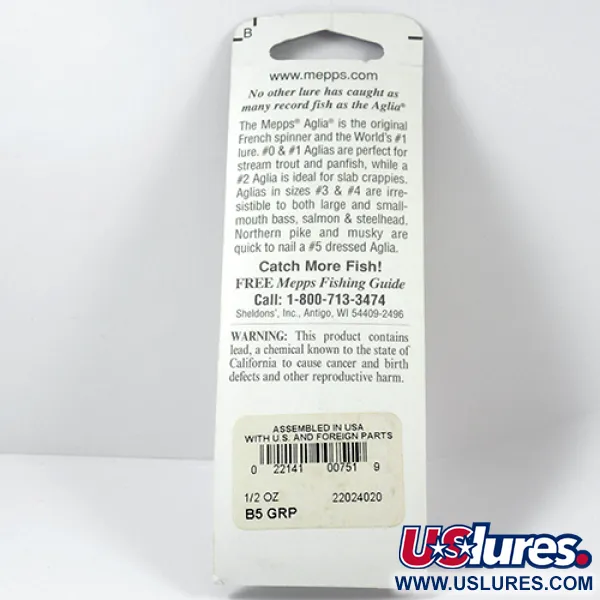 B
www.mepps.com
No other lure has caught as
many record fish as the Aglia®
The Mepps® Aglia® is the original
French spinner and the World's #1
lure. #0 & #1 Aglias are perfect for
stream trout and panfish, while a
#2 Aglia is ideal for slab crappies.
Aglias in sizes #3 & #4 are irre-
sistible to both large and small-
mouth bass, salmon & steelhead.
Northern pike and musky are
quick to nail a #5 dressed Aglia.
Catch More Fish!
FREE Mepps Fishing Guide
Call: 1-800-713-3474
Sheldons', Inc., Antigo, WI 54409-2496
WARNING: This product contains
lead, a chemical known to the state of
California to cause cancer and birth
defects and other reproductive harm.
ASSEMBLED IN USA
WITH U.S. AND FOREIGN PARTS
0 22141 00751 9
1/2 OZ 22024020
B5 GRP
USlures.
WWW.USLURES.COM